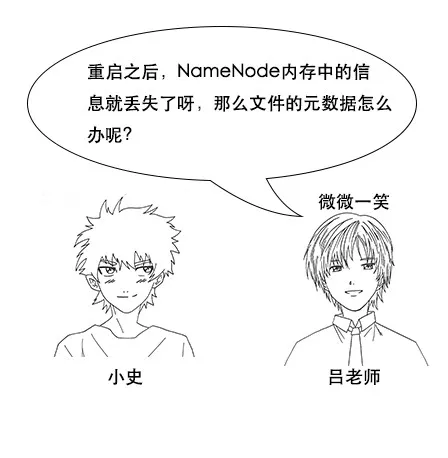 重启之后，NameNode内存中的信
息就丢失了呀，那么文件的元数据怎么
办呢？
微微一笑
小史
吕老师